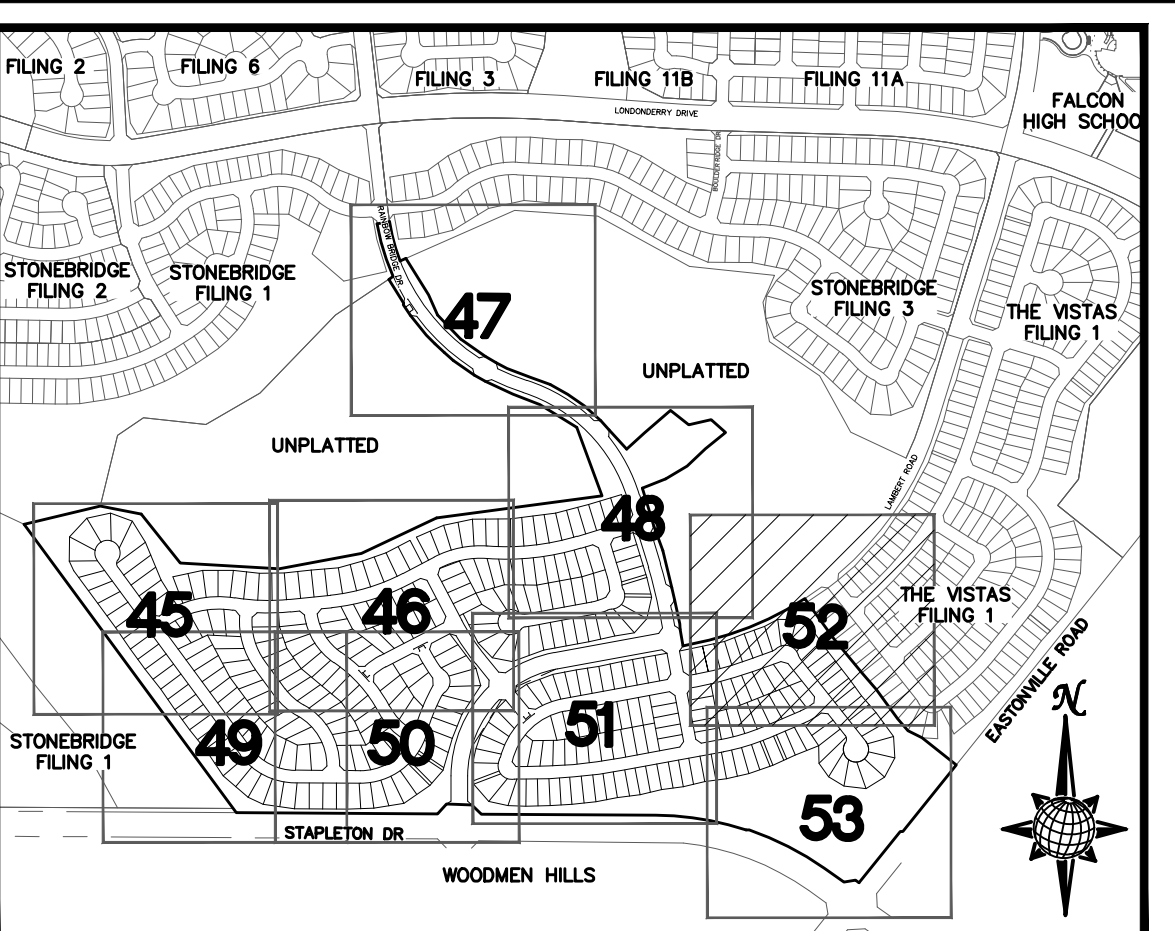 FILING 2
FILING 6
FILING 3
FILING 11B
FILING 11A
FALCON
HIGH SCHOO
LONDONDERRY DRIVE
BOULDER RIDGE DR
RAINBOW BRIDGE DR.
STONEBRIDGE
FILING 2
STONEBRIDGE
FILING 1
STONEBRIDGE
FILING 3
THE VISTAS
FILING 1
47
UNPLATTED
UNPLATTED
LAMBERT ROAD
48
45
46
52
THE VISTAS
FILING 1
EASTONVILLE ROAD
N
STONEBRIDGE
FILING 1
49
50
51
53
STAPLETON DR
WOODMEN HILLS